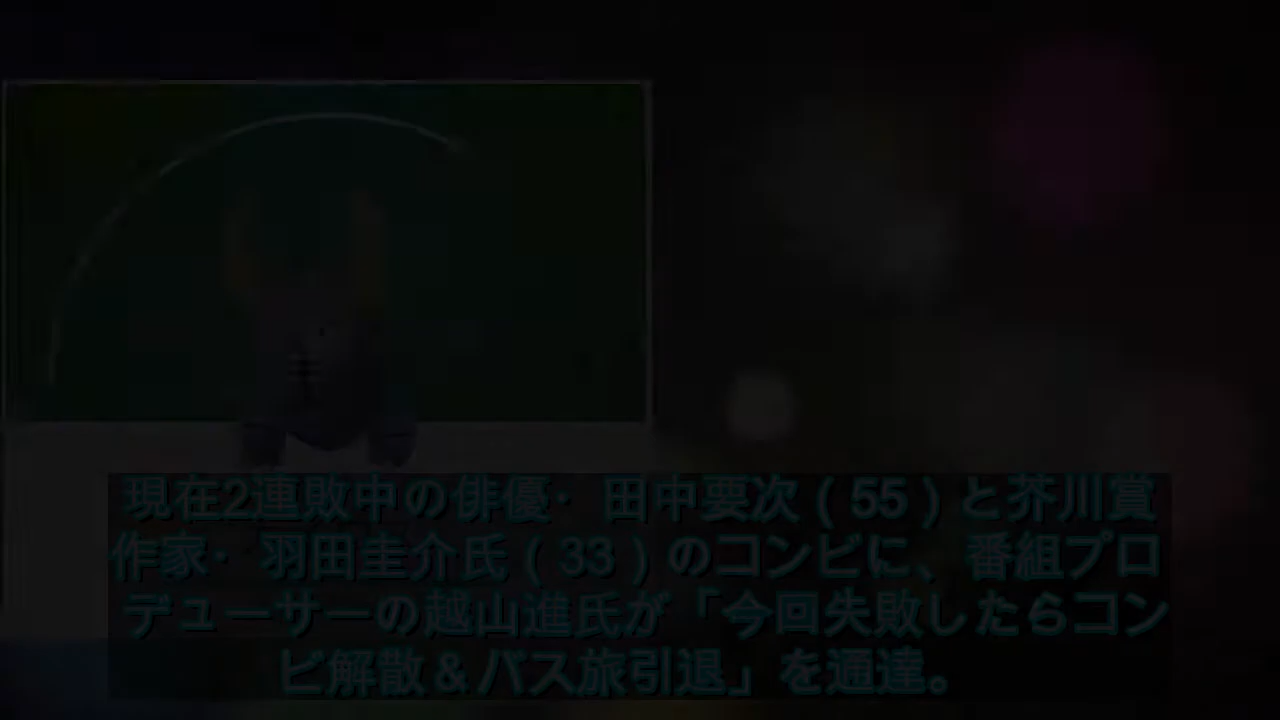 現在2連敗中の俳優・田中要次(55)と芥川賞
作家・羽田圭介氏(33)のコンビに、番組プロ
デューサーの越山進氏が「今回失敗したらコン
ビ解散&バス旅引退」を通達。